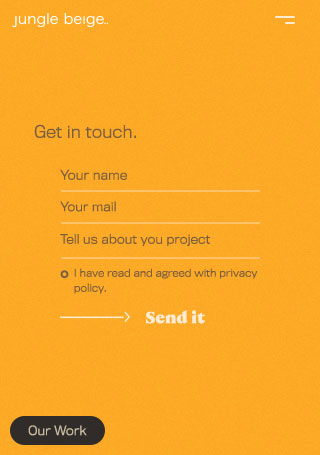 jungle beige.
Get in touch.
Your name
Your mail
Tell us about you project
I have read and agreed with privacy
policy.
Send it
Our Work